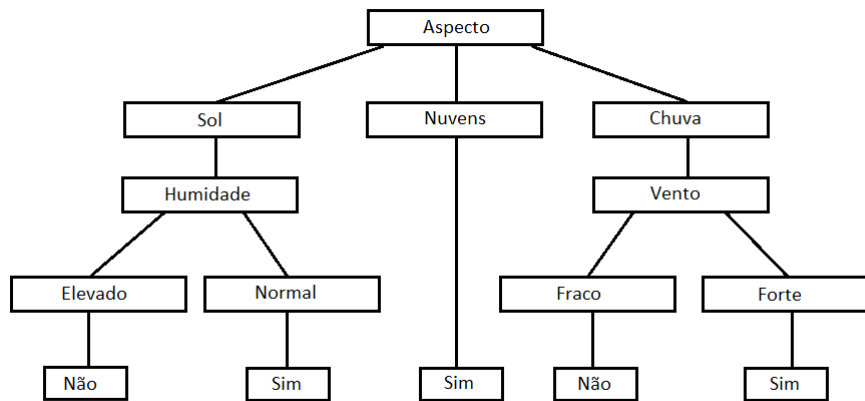 Aspecto
Sol
Nuvens
Chuva
Humidade
Vento
Elevado
Normal
Fraco
Forte
Não
Sim
Sim
Não
Sim